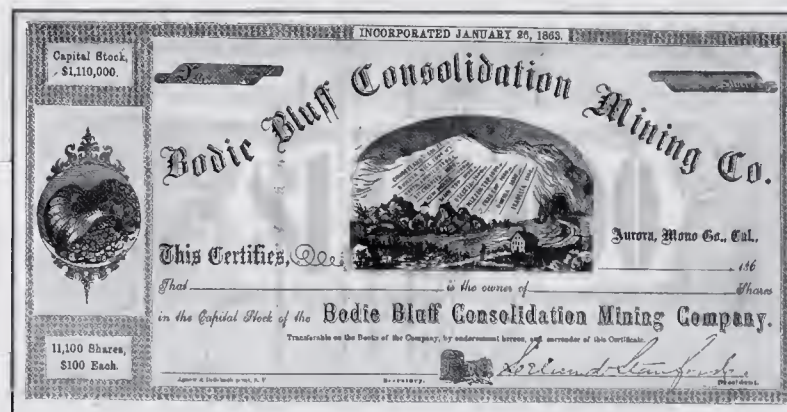 INCORPORATED JANUARY 26, 1863.
Capital Stock,
$1,110,000.
Bodie Bluff Consolidation Mining Co.
Aurora, Mono Co., Cal.,
This Certifies,
186
That is the owner of Shares
in the Capital Stock of the Bodie Bluff Consolidation Mining Company.
Transferable on the Books of the Company, by endorsement hereon, and surrender of this Certificate.
11,100 Shares,
$100 Each.
Leland Stanford
Secretary.
President.